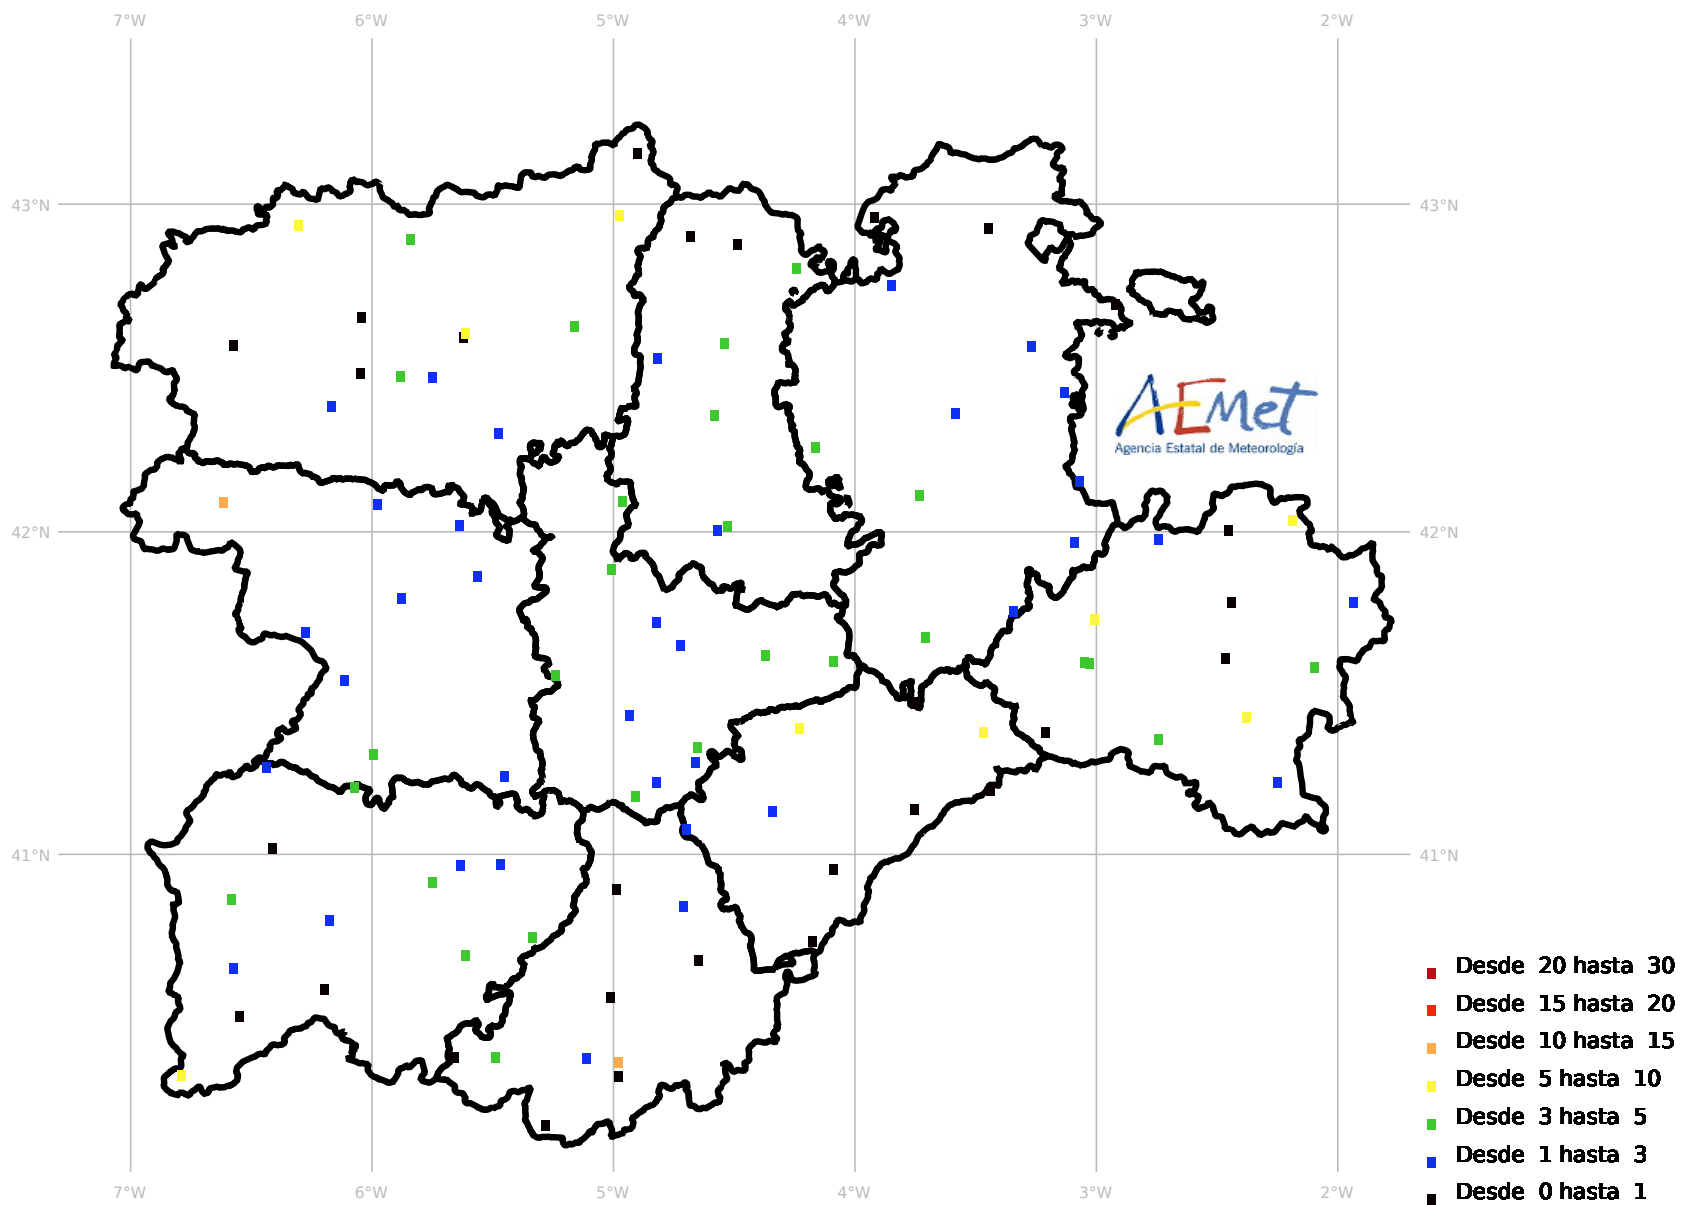 7°W 6°W 5°W 4°W 3°W 2°W
43°N 43°N
AEMet
Agencia Estatal de Meteorología
42°N 42°N
41°N 41°N
Desde 20 hasta 30
Desde 15 hasta 20
Desde 10 hasta 15
Desde 5 hasta 10
Desde 3 hasta 5
Desde 1 hasta 3
Desde 0 hasta 1
7°W 6°W 5°W 4°W 3°W 2°W